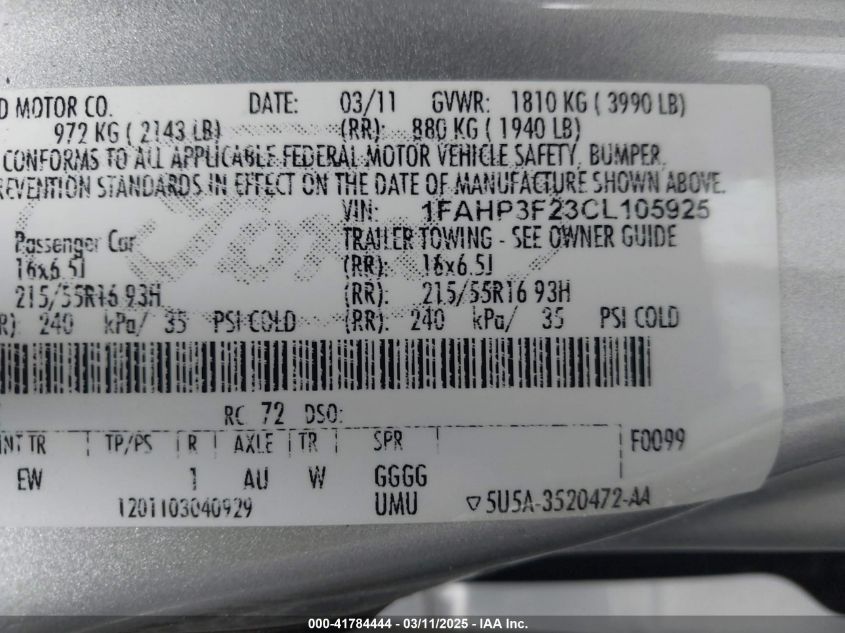 D MOTOR CO. DATE: 03/11 GVWR: 1810 KG ( 3990 LB)
972 KG ( 2143 LB) (RR): 880 KG ( 1940 LB)
CONFORMS TO ALL APPLICABLE FEDERAL MOTOR VEHICLE SAFETY, BUMPER,
REVENTION STANDARDS IN EFFECT ON THE DATE OF MANUFACTURE SHOWN ABOVE.
VIN: 1FAHP3F23CL105925
Passenger Car TRAILER TOWING - SEE OWNER GUIDE
16x6.5J (RR): 16x6.5J
215/55R16 93H (RR): 215/55R16 93H
R): 240 kPa/ 35 PSI COLD (RR): 240 kPa/ 35 PSI COLD
RC 72 DSO:
INT TR TP/PS R AXLE TR SPR F0099
EW 1 AU W GGGG
1201103040929 UMU ▽5U5A-3520472-AA
000-41784444 - 03/11/2025 - IAA, Inc.